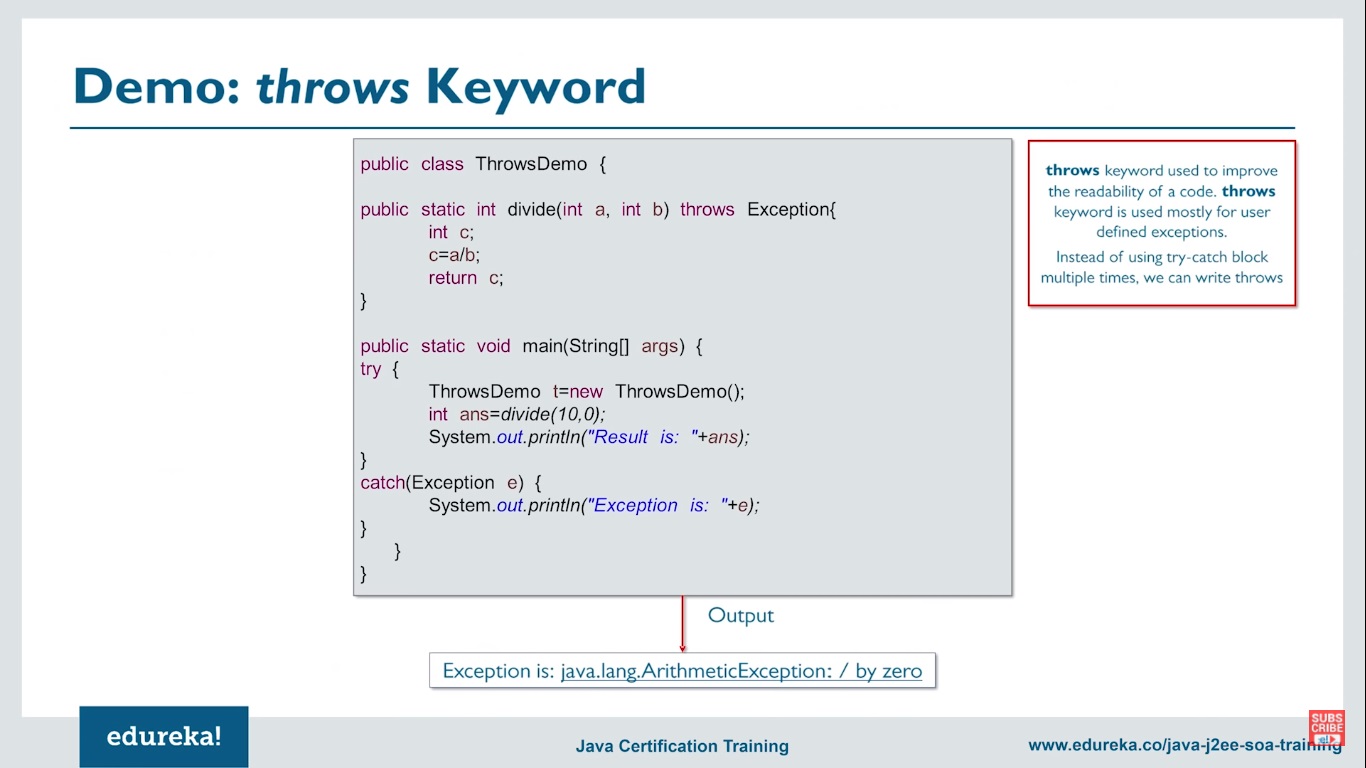 Demo: throws Keyword
public class ThrowsDemo {
public static int divide(int a, int b) throws Exception{
int c;
c=a/b;
return c;
}
public static void main(String[] args) {
try {
ThrowsDemo t=new ThrowsDemo();
int ans=divide(10,0);
System.out.println("Result is: "+ans);
}
catch(Exception e) {
System.out.println("Exception is: "+e);
}
}
}
throws keyword used to improve
the readability of a code. throws
keyword is used mostly for user
defined exceptions.
Instead of using try-catch block
multiple times, we can write throws
Output
Exception is: java.lang.ArithmeticException: / by zero
edureka!
Java Certification Training
www.edureka.co/java-j2ee-soa-training
SUBS
CRIBE